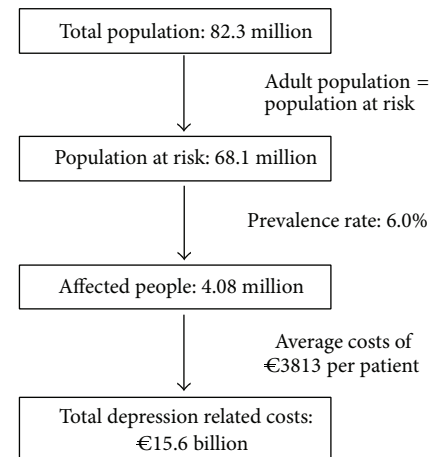 Total population: 82.3 million
Adult population =
population at risk
Population at risk: 68.1 million
Prevalence rate: 6.0%
Affected people: 4.08 million
Average costs of
€3813 per patient
Total depression related costs:
€15.6 billion